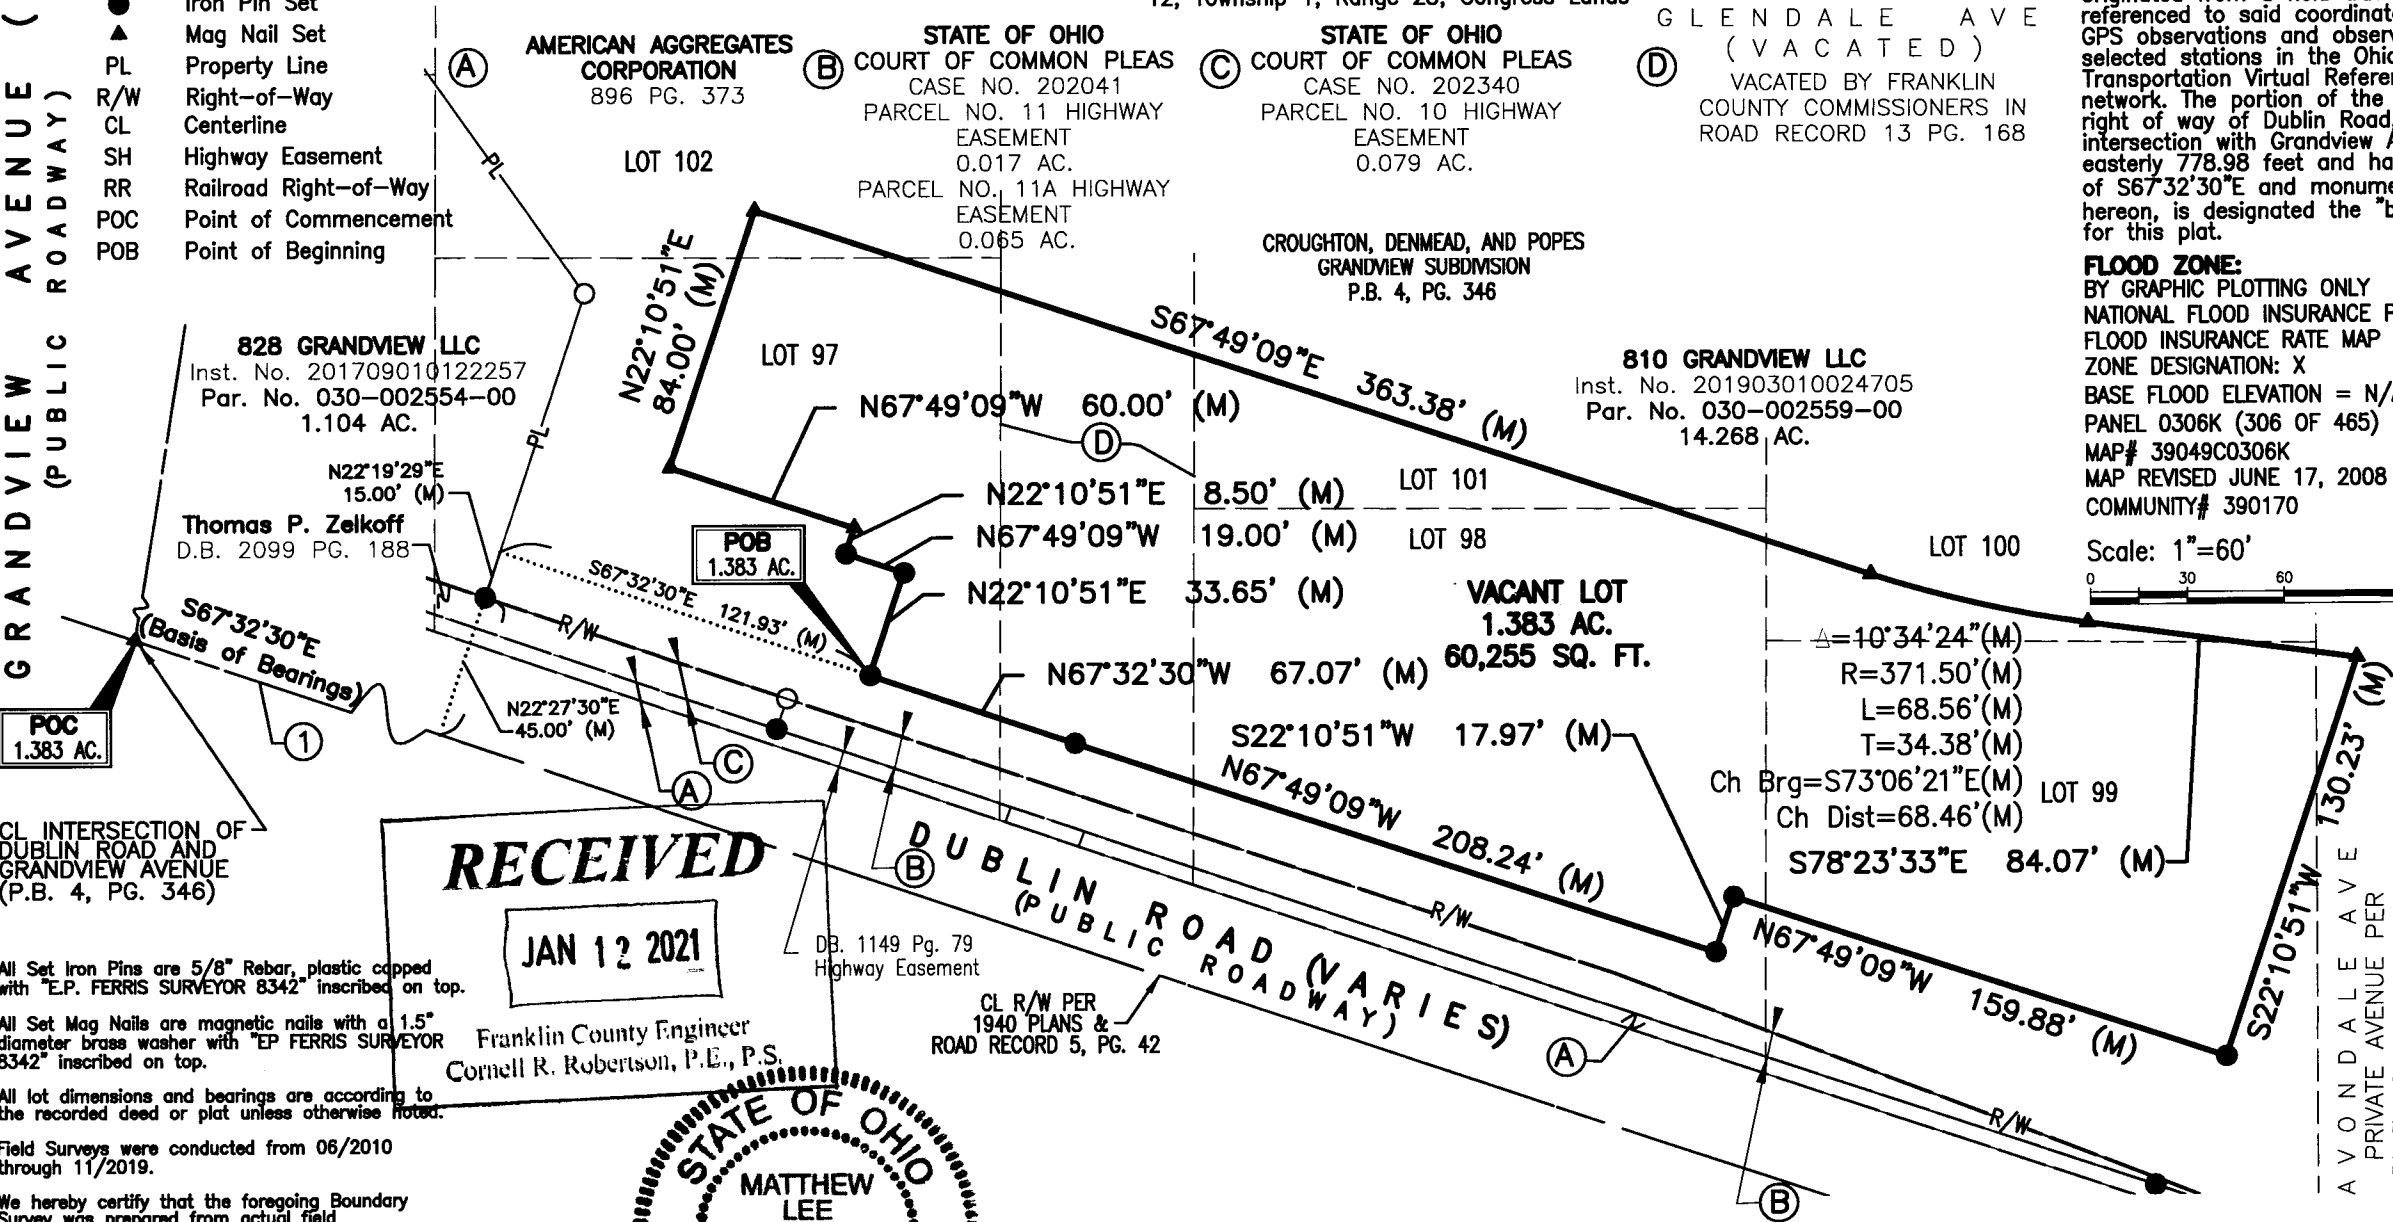 GRANDVIEW AVENUE (
(PUBLIC ROADWAY)
Iron Pin Set
Mag Nail Set
PL Property Line
R/W Right-of-Way
CL Centerline
SH Highway Easement
RR Railroad Right-of-Way
POC Point of Commencement
POB Point of Beginning
12, Township 1, Range 23, Congress Lands
A
AMERICAN AGGREGATES
CORPORATION
896 PG. 373
B
STATE OF OHIO
COURT OF COMMON PLEAS
CASE NO. 202041
PARCEL NO. 11 HIGHWAY
EASEMENT
0.017 AC.
PARCEL NO. 11A HIGHWAY
EASEMENT
0.065 AC.
C
STATE OF OHIO
COURT OF COMMON PLEAS
CASE NO. 202340
PARCEL NO. 10 HIGHWAY
EASEMENT
0.079 AC.
D
GLENDALE AVE
(VACATED)
VACATED BY FRANKLIN
COUNTY COMMISSIONERS IN
ROAD RECORD 13 PG. 168
referenced to said coordinat
GPS observations and observ
selected stations in the Ohio
Transportation Virtual Referen
network. The portion of the
right of way of Dublin Road,
intersection with Grandview A
easterly 778.98 feet and ha
of S67°32'30"E and monume
hereon, is designated the "b
for this plat.
FLOOD ZONE:
BY GRAPHIC PLOTTING ONLY
NATIONAL FLOOD INSURANCE P
FLOOD INSURANCE RATE MAP
ZONE DESIGNATION: X
BASE FLOOD ELEVATION = N/A
PANEL 0306K (306 OF 465)
MAP# 39049C0306K
MAP REVISED JUNE 17, 2008
COMMUNITY# 390170
Scale: 1"=60'
0 30 60
LOT 102
PL
CROUGHTON, DENMEAD, AND POPES
GRANDVIEW SUBDIVISION
P.B. 4, PG. 346
828 GRANDVIEW LLC
Inst. No. 201709010122257
Par. No. 030-002554-00
1.104 AC.
N22°10'51"E
84.00' (M)
LOT 97
S67°49'09"E 363.38' (M)
810 GRANDVIEW LLC
Inst. No. 201903010024705
Par. No. 030-002559-00
14.268 AC.
N67°49'09"W 60.00' (M)
D
PL
N22°19'29"E
15.00' (M)
N22°10'51"E 8.50' (M)
LOT 101
Thomas P. Zelkoff
D.B. 2099 PG. 188
POB
1.383 AC.
N67°49'09"W 19.00' (M)
LOT 98
LOT 100
S67°32'30"E 121.93' (M)
N22°10'51"E 33.65' (M)
VACANT LOT
1.383 AC.
60,255 SQ. FT.
S67°32'30"E
(Basis of Bearings)
R/W
N67°32'30"W 67.07' (M)
Δ=10°34'24"(M)
R=371.50'(M)
L=68.56'(M)
T=34.38'(M)
Ch Brg=S73°06'21"E(M)
Ch Dist=68.46'(M)
LOT 99
S78°23'33"E 84.07' (M)
POC
1.383 AC.
1
N22°27'30"E
45.00' (M)
C
A
S22°10'51"W 17.97' (M)
N67°49'09"W 208.24' (M)
S22°10'51"W 130.23' (M)
CL INTERSECTION OF
DUBLIN ROAD AND
GRANDVIEW AVENUE
(P.B. 4, PG. 346)
RECEIVED
JAN 12 2021
Franklin County Engineer
Cornell R. Robertson, P.E., P.S.
B
DUBLIN ROAD (VARIES)
(PUBLIC ROADWAY)
R/W
N67°49'09"W 159.88' (M)
DB. 1149 Pg. 79
Highway Easement
CL R/W PER
1940 PLANS &
ROAD RECORD 5, PG. 42
A
R/W
B
AVONDALE AVE
PRIVATE AVENUE PER
All Set Iron Pins are 5/8" Rebar, plastic capped
with "E.P. FERRIS SURVEYOR 8342" inscribed on top.
All Set Mag Nails are magnetic nails with a 1.5"
diameter brass washer with "EP FERRIS SURVEYOR
8342" inscribed on top.
All lot dimensions and bearings are according to
the recorded deed or plat unless otherwise noted.
Field Surveys were conducted from 06/2010
through 11/2019.
We hereby certify that the foregoing Boundary
Survey was prepared from actual field
STATE OF OHIO
MATTHEW
LEE